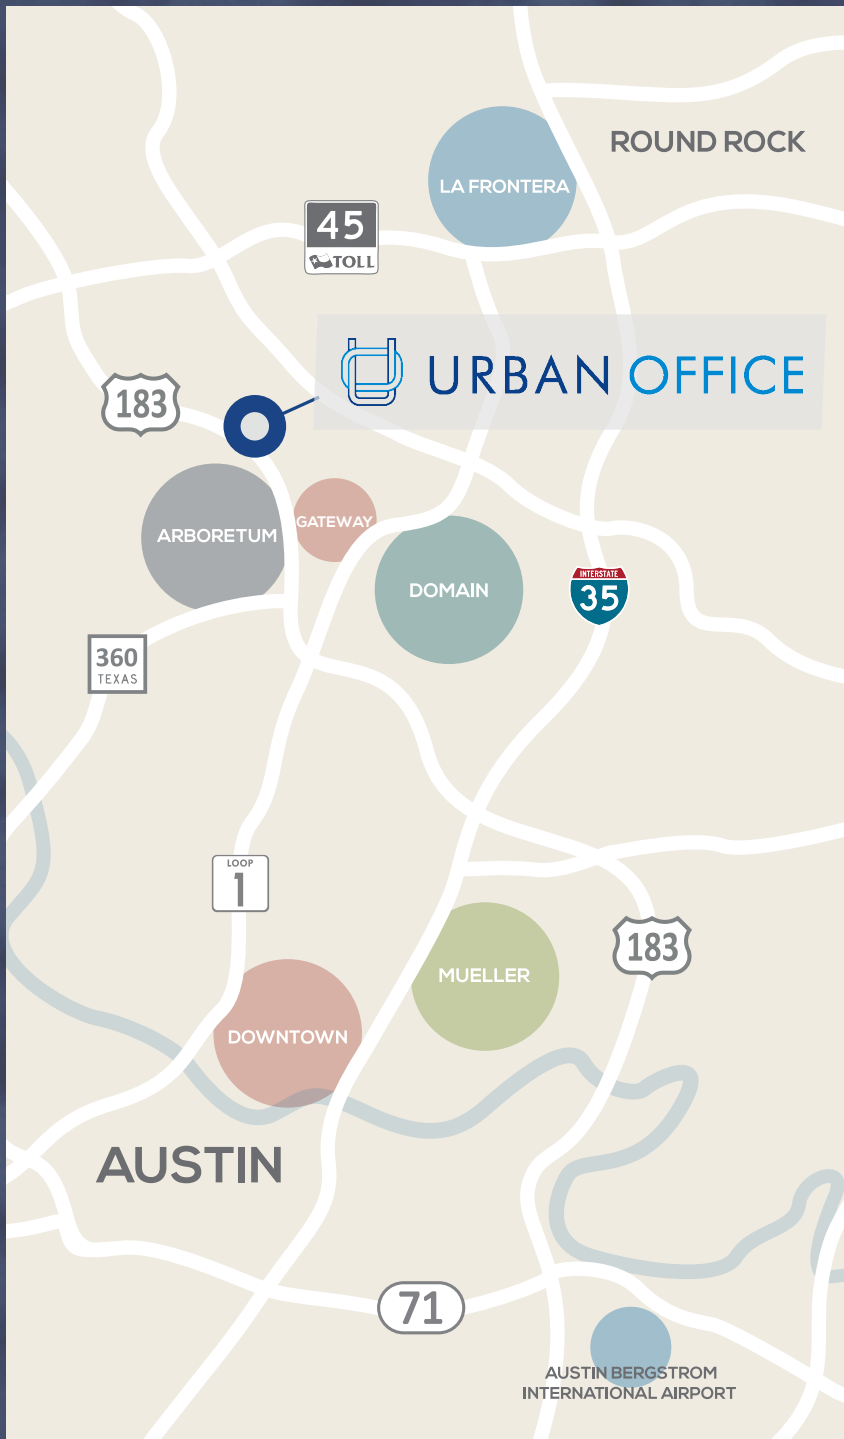 ROUND ROCK
LA FRONTERA
45
TOLL
URBAN OFFICE
183
GATEWAY
ARBORETUM
DOMAIN
INTERSTATE
35
360
TEXAS
LOOP
1
183
MUELLER
DOWNTOWN
AUSTIN
71
AUSTIN BERGSTROM
INTERNATIONAL AIRPORT